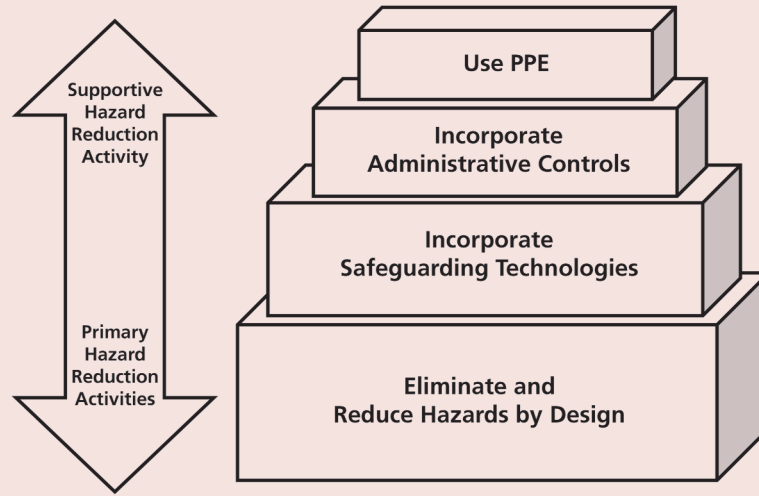 Supportive
Hazard
Reduction
Activity
Primary
Hazard
Reduction
Activities
Use PPE
Incorporate
Administrative Controls
Incorporate
Safeguarding Technologies
Eliminate and
Reduce Hazards by Design